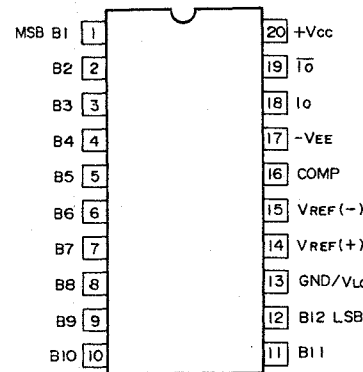 MSB B1 1
B2 2
B3 3
B4 4
B5 5
B6 6
B7 7
B8 8
B9 9
B10 10
20 +Vcc
19 I̅o̅
18 Io
17 -VEE
16 COMP
15 VREF(-)
14 VREF(+)
13 GND/VLC
12 B12 LSB
11 B11